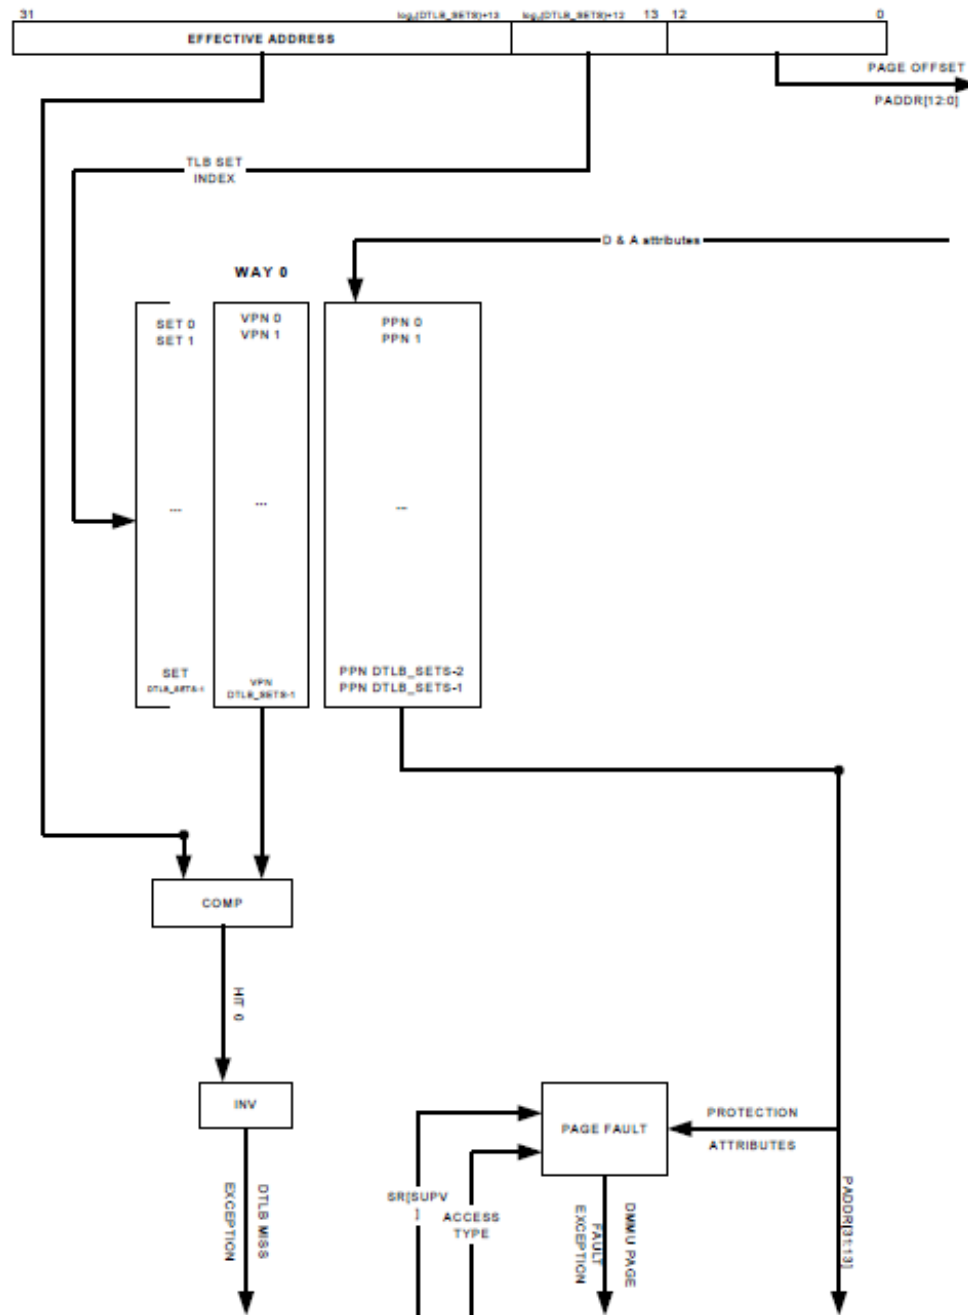 31 log₂(DTLB_SETS)+13 log₂(DTLB_SETS)+12 13 12 0
EFFECTIVE ADDRESS
PAGE OFFSET
PADDR[12:0]
TLB SET
INDEX
D & A attributes
WAY 0
SET 0
SET 1
...
SET
DTLB_SETS-1
VPN 0
VPN 1
...
VPN
DTLB_SETS-1
PPN 0
PPN 1
...
PPN DTLB_SETS-2
PPN DTLB_SETS-1
COMP
HIT 0
INV
DTLB MISS
EXCEPTION
PAGE FAULT
PROTECTION
ATTRIBUTES
SR[SUPV
]
ACCESS
TYPE
DMMU PAGE
FAULT
EXCEPTION
PADDR[31:13]